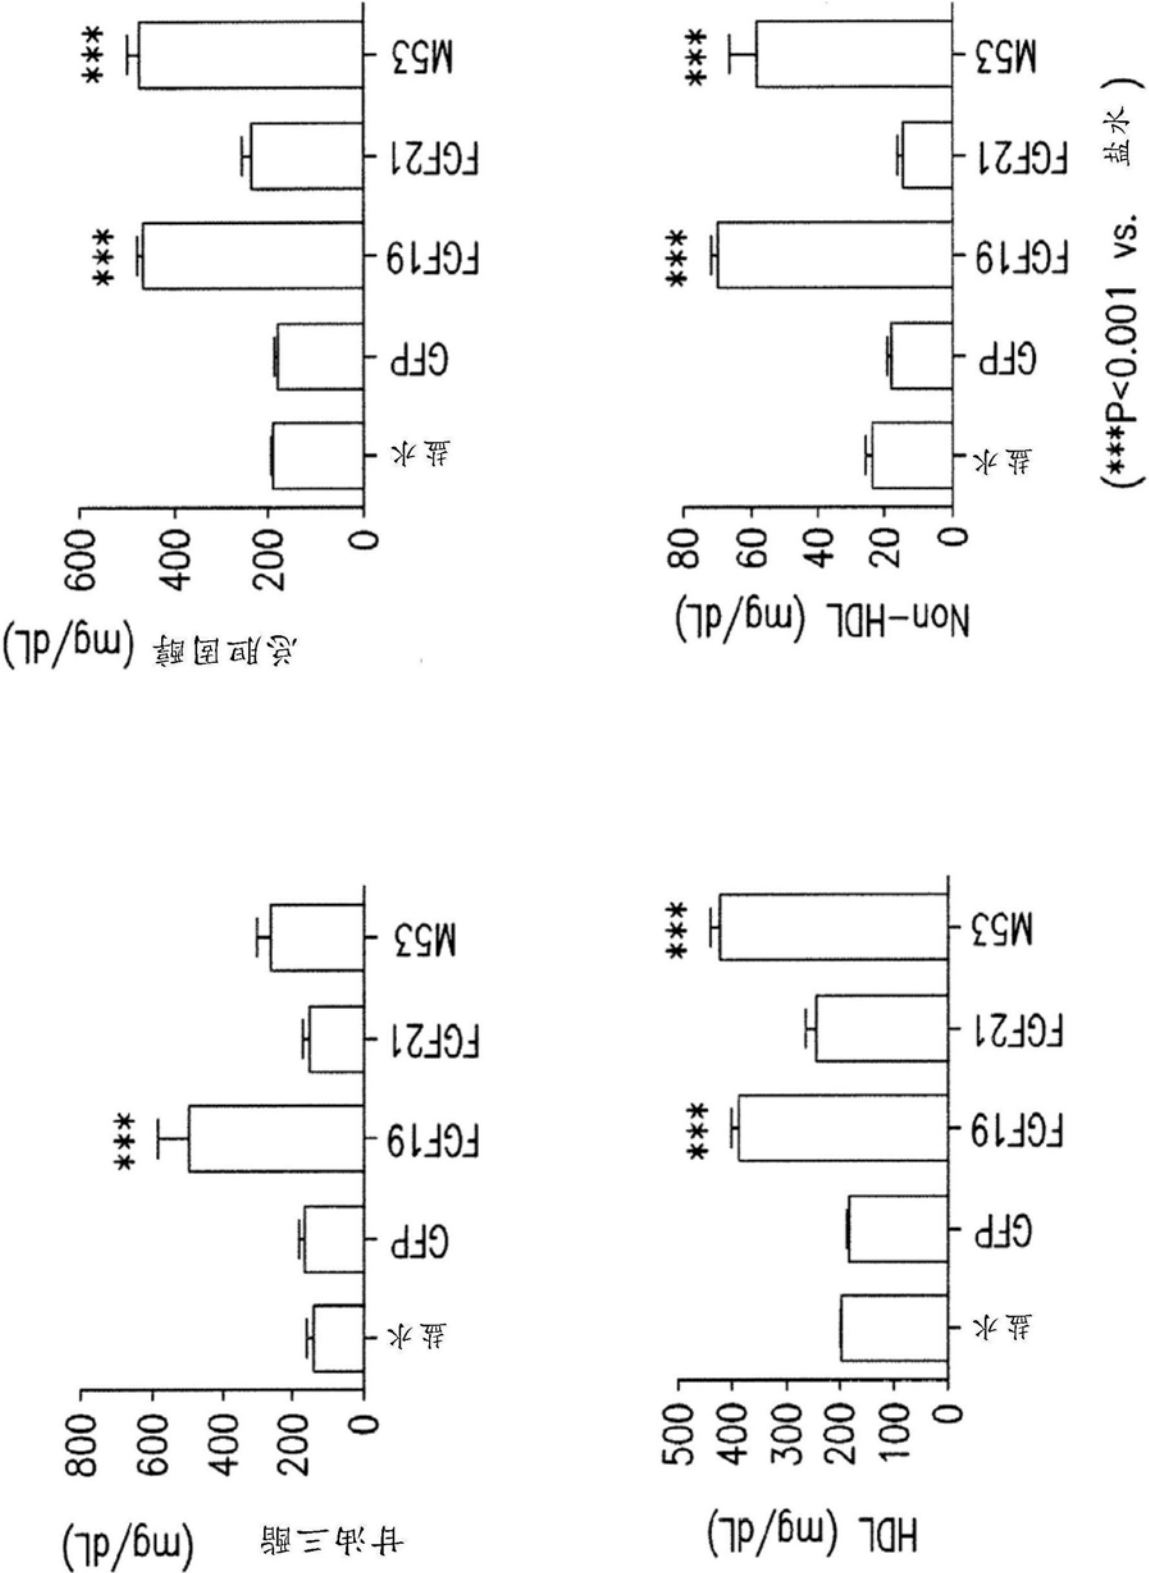 甘油三酯 (mg/dL)
800
600
400
200
0
盐水 GFP FGF19 FGF21 M53
***
总胆固醇 (mg/dL)
600
400
200
0
盐水 GFP FGF19 FGF21 M53
*** ***
HDL (mg/dL)
500
400
300
200
100
0
盐水 GFP FGF19 FGF21 M53
*** ***
Non-HDL (mg/dL)
80
60
40
20
0
盐水 GFP FGF19 FGF21 M53
*** ***
(***P<0.001 vs. 盐水 )